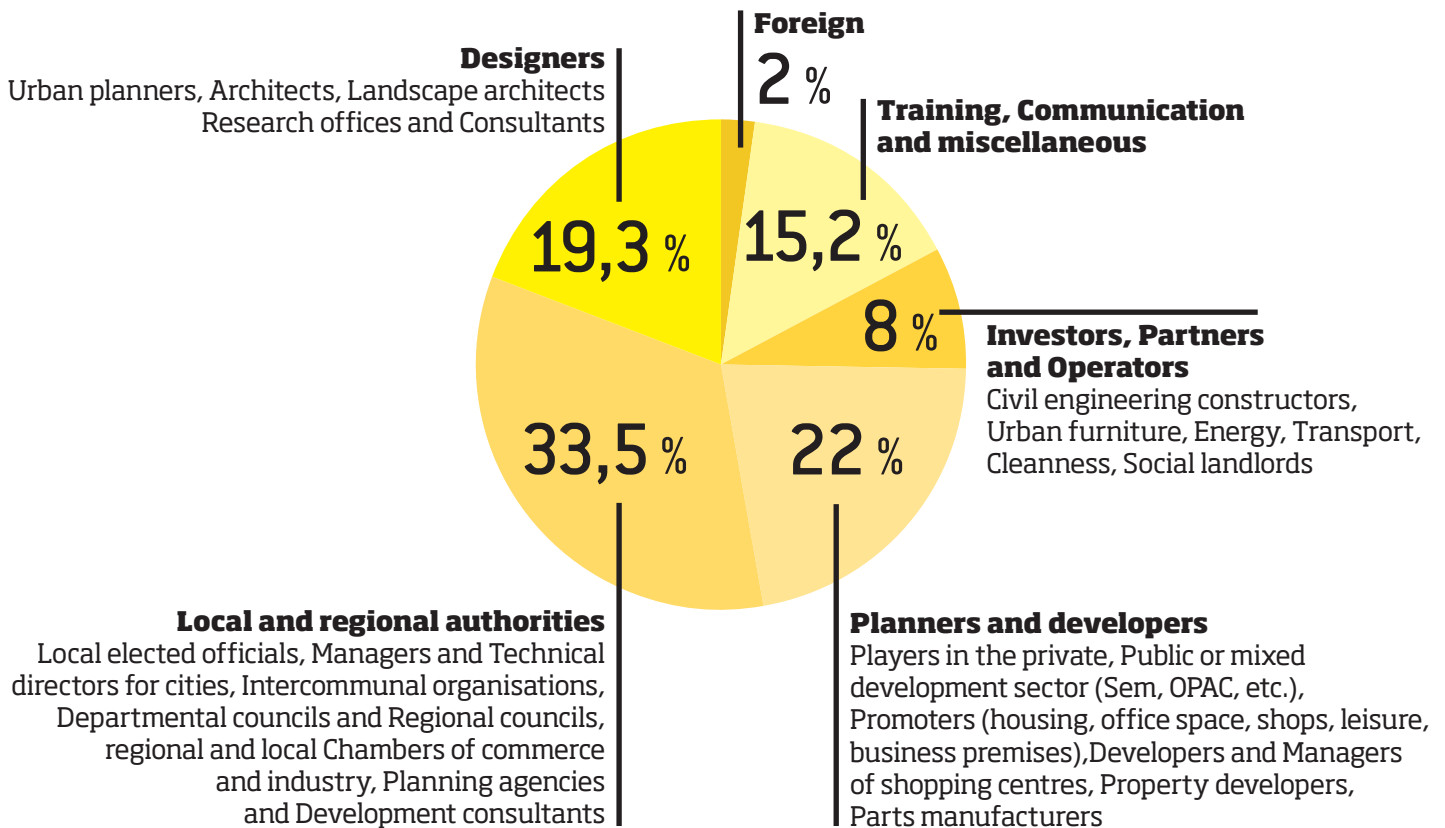 Foreign
2 %
Designers
Urban planners, Architects, Landscape architects
Research offices and Consultants
19,3 %
Training, Communication
and miscellaneous
15,2 %
8 %
Investors, Partners
and Operators
Civil engineering constructors,
Urban furniture, Energy, Transport,
Cleanness, Social landlords
33,5 %
22 %
Local and regional authorities
Local elected officials, Managers and Technical
directors for cities, Intercommunal organisations,
Departmental councils and Regional councils,
regional and local Chambers of commerce
and industry, Planning agencies
and Development consultants
Planners and developers
Players in the private, Public or mixed
development sector (Sem, OPAC, etc.),
Promoters (housing, office space, shops, leisure,
business premises),Developers and Managers
of shopping centres, Property developers,
Parts manufacturers